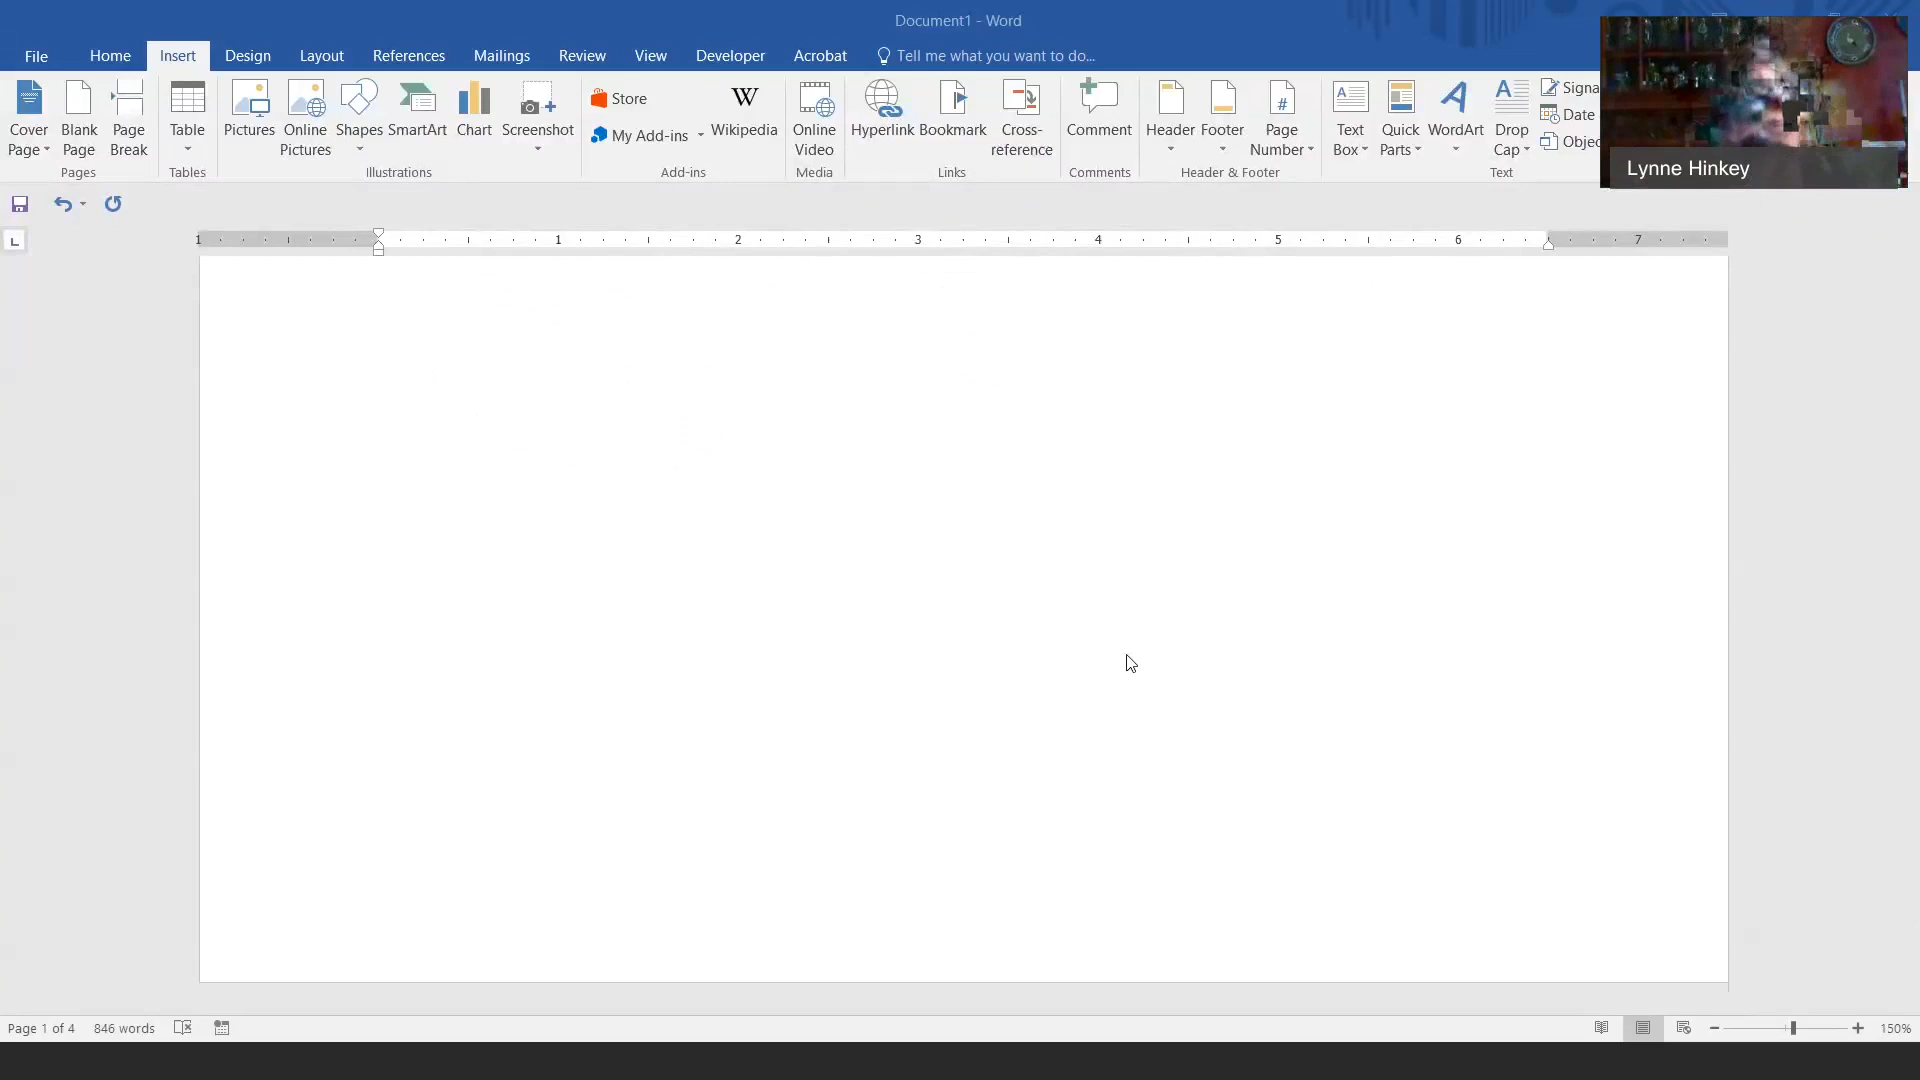 Document1 - Word
File Home Insert Design Layout References Mailings Review View Developer Acrobat Tell me what you want to do...
Cover Page
Blank Page
Page Break
Table
Pictures
Online Pictures
Shapes
SmartArt
Chart
Screenshot
Store
My Add-ins
W
Wikipedia
Online Video
Hyperlink
Bookmark
Cross-reference
Comment
Header
Footer
#
Page Number
A
Text Box
Quick Parts
A
WordArt
A
Drop Cap
Signa
Date
Objec
Pages Tables Illustrations Add-ins Media Links Comments Header & Footer Text
Lynne Hinkey
1 1 2 3 4 5 6 7
Page 1 of 4 846 words 150%